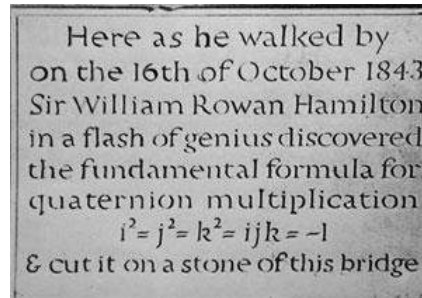 Here as he walked by
on the 16th of October 1843
Sir William Rowan Hamilton
in a flash of genius discovered
the fundamental formula for
quaternion multiplication
i² = j² = k² = ijk = −1
& cut it on a stone of this bridge